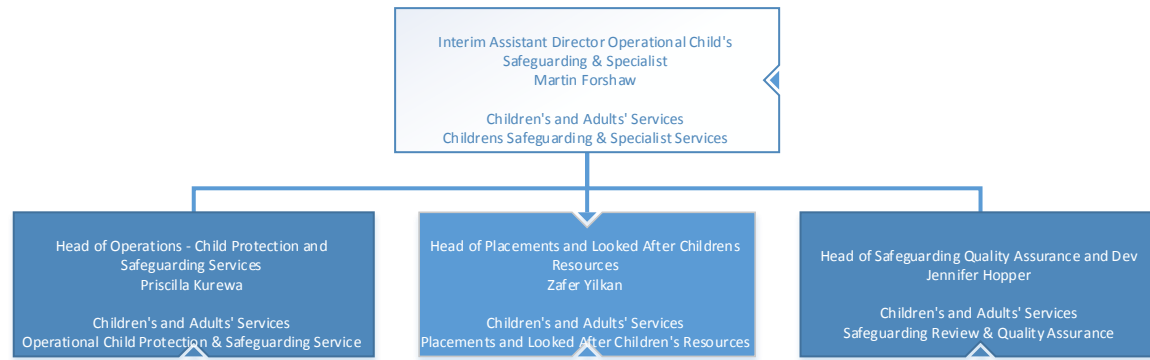 Interim Assistant Director Operational Child's
Safeguarding & Specialist
Martin Forshaw
Children's and Adults' Services
Childrens Safeguarding & Specialist Services
Head of Operations - Child Protection and
Safeguarding Services
Priscilla Kurewa
Children's and Adults' Services
Operational Child Protection & Safeguarding Service
Head of Placements and Looked After Childrens
Resources
Zafer Yilkan
Children's and Adults' Services
Placements and Looked After Children's Resources
Head of Safeguarding Quality Assurance and Dev
Jennifer Hopper
Children's and Adults' Services
Safeguarding Review & Quality Assurance